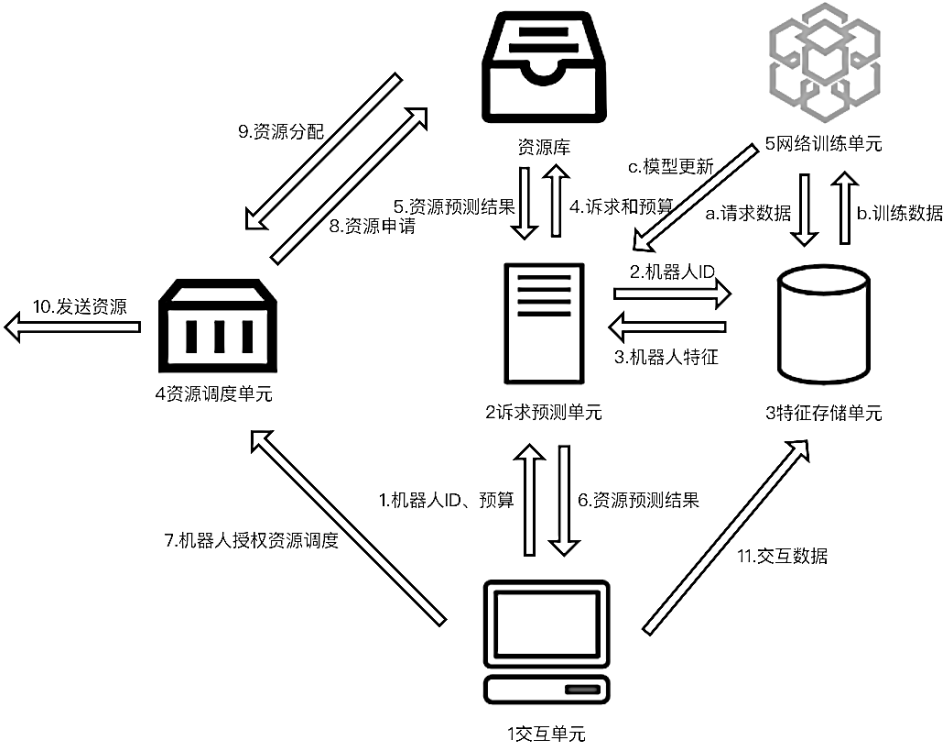 9.资源分配
资源库
5网络训练单元
c.模型更新
8.资源申请
5.资源预测结果
4.诉求和预算
a.请求数据
b.训练数据
2.机器人ID
10.发送资源
3.机器人特征
4资源调度单元
2诉求预测单元
3特征存储单元
1.机器人ID、预算
6.资源预测结果
7.机器人授权资源调度
11.交互数据
1交互单元